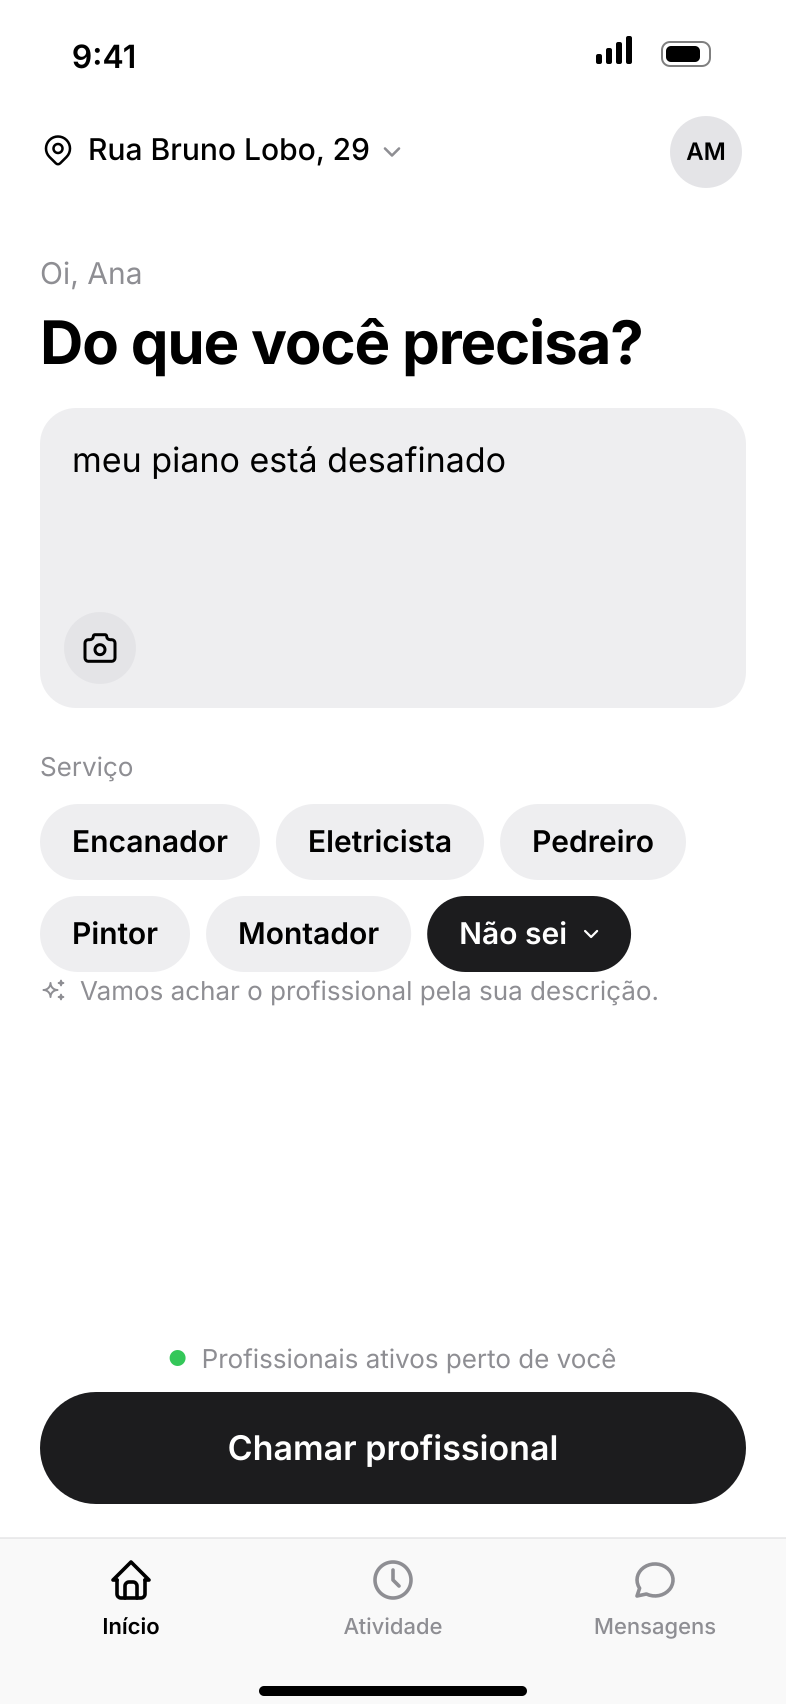 9:41
Rua Bruno Lobo, 29
AM
Oi, Ana
Do que você precisa?
meu piano está desafinado
Serviço
Encanador Eletricista Pedreiro
Pintor Montador Não sei
Vamos achar o profissional pela sua descrição.
Profissionais ativos perto de você
Chamar profissional
Início Atividade Mensagens